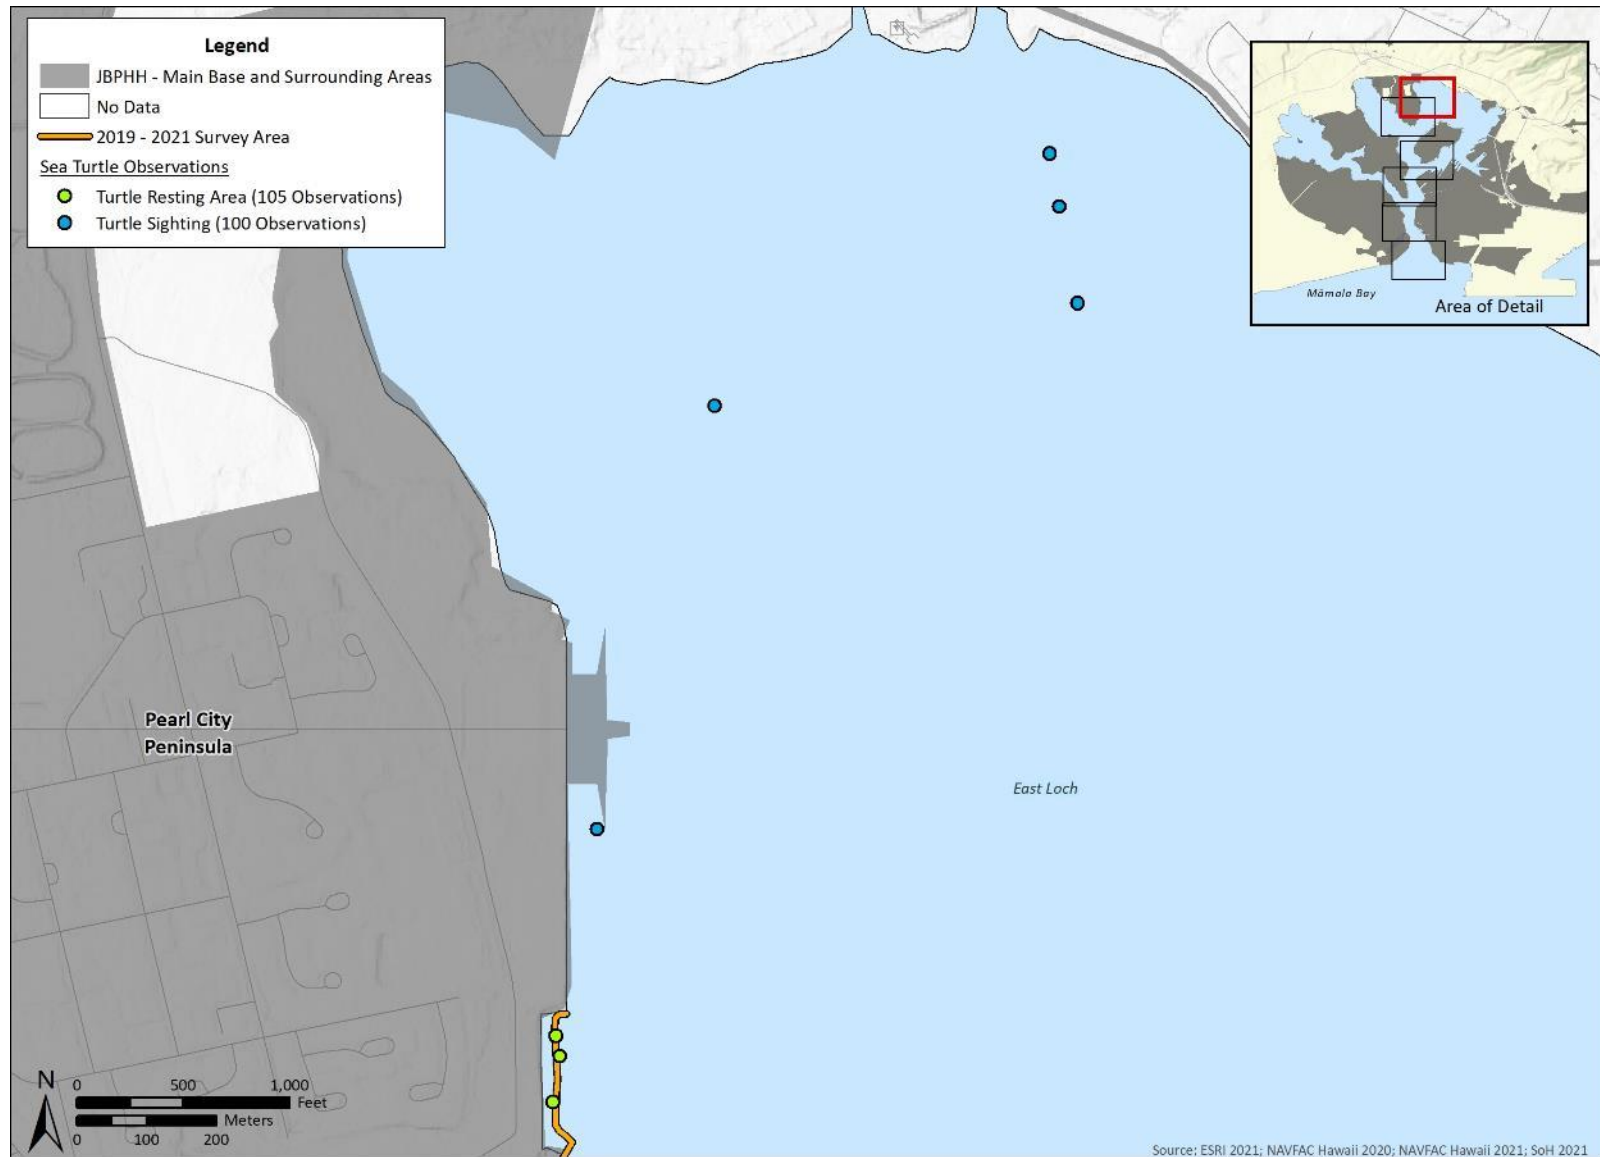 Legend
JBPHH - Main Base and Surrounding Areas
No Data
2019 - 2021 Survey Area
Sea Turtle Observations
Turtle Resting Area (105 Observations)
Turtle Sighting (100 Observations)
Māmala Bay
Area of Detail
Pearl City
Peninsula
East Loch
N
0 500 1,000
Feet
Meters
0 100 200
Source: ESRI 2021; NAVFAC Hawaii 2020; NAVFAC Hawaii 2021; SoH 2021